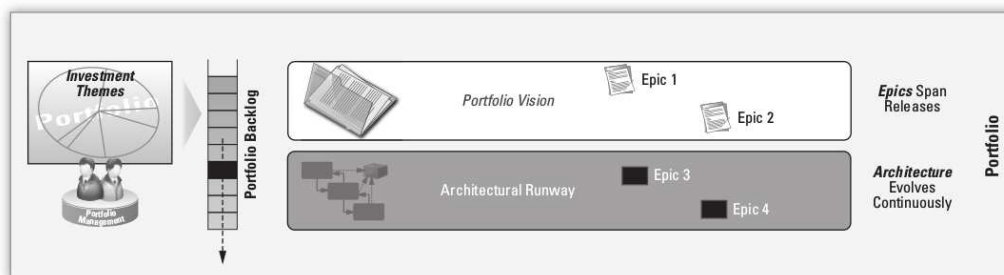 Investment
Themes
Portfolio
Portfolio
Management
Portfolio Backlog
Portfolio Vision
Epic 1
Epic 2
Epics Span
Releases
Architectural Runway
Epic 3
Epic 4
Architecture
Evolves
Continuously
Portfolio